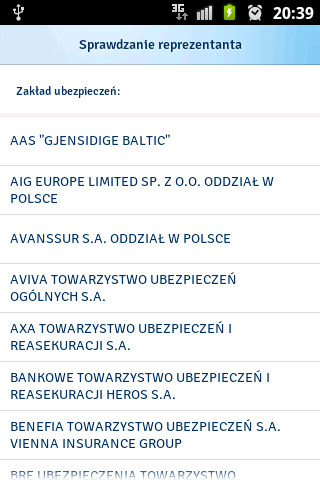 3G
20:39
Sprawdzanie reprezentanta
Zakład ubezpieczeń:
AAS "GJENSIDIGE BALTIC"
AIG EUROPE LIMITED SP. Z O.O. ODDZIAŁ W
POLSCE
AVANSSUR S.A. ODDZIAŁ W POLSCE
AVIVA TOWARZYSTWO UBEZPIECZEŃ
OGÓLNYCH S.A.
AXA TOWARZYSTWO UBEZPIECZEŃ I
REASEKURACJI S.A.
BANKOWE TOWARZYSTWO UBEZPIECZEŃ I
REASEKURACJI HEROS S.A.
BENEFIA TOWARZYSTWO UBEZPIECZEŃ S.A.
VIENNA INSURANCE GROUP
BRE UBEZPIECZENIA TOWARZYSTWO